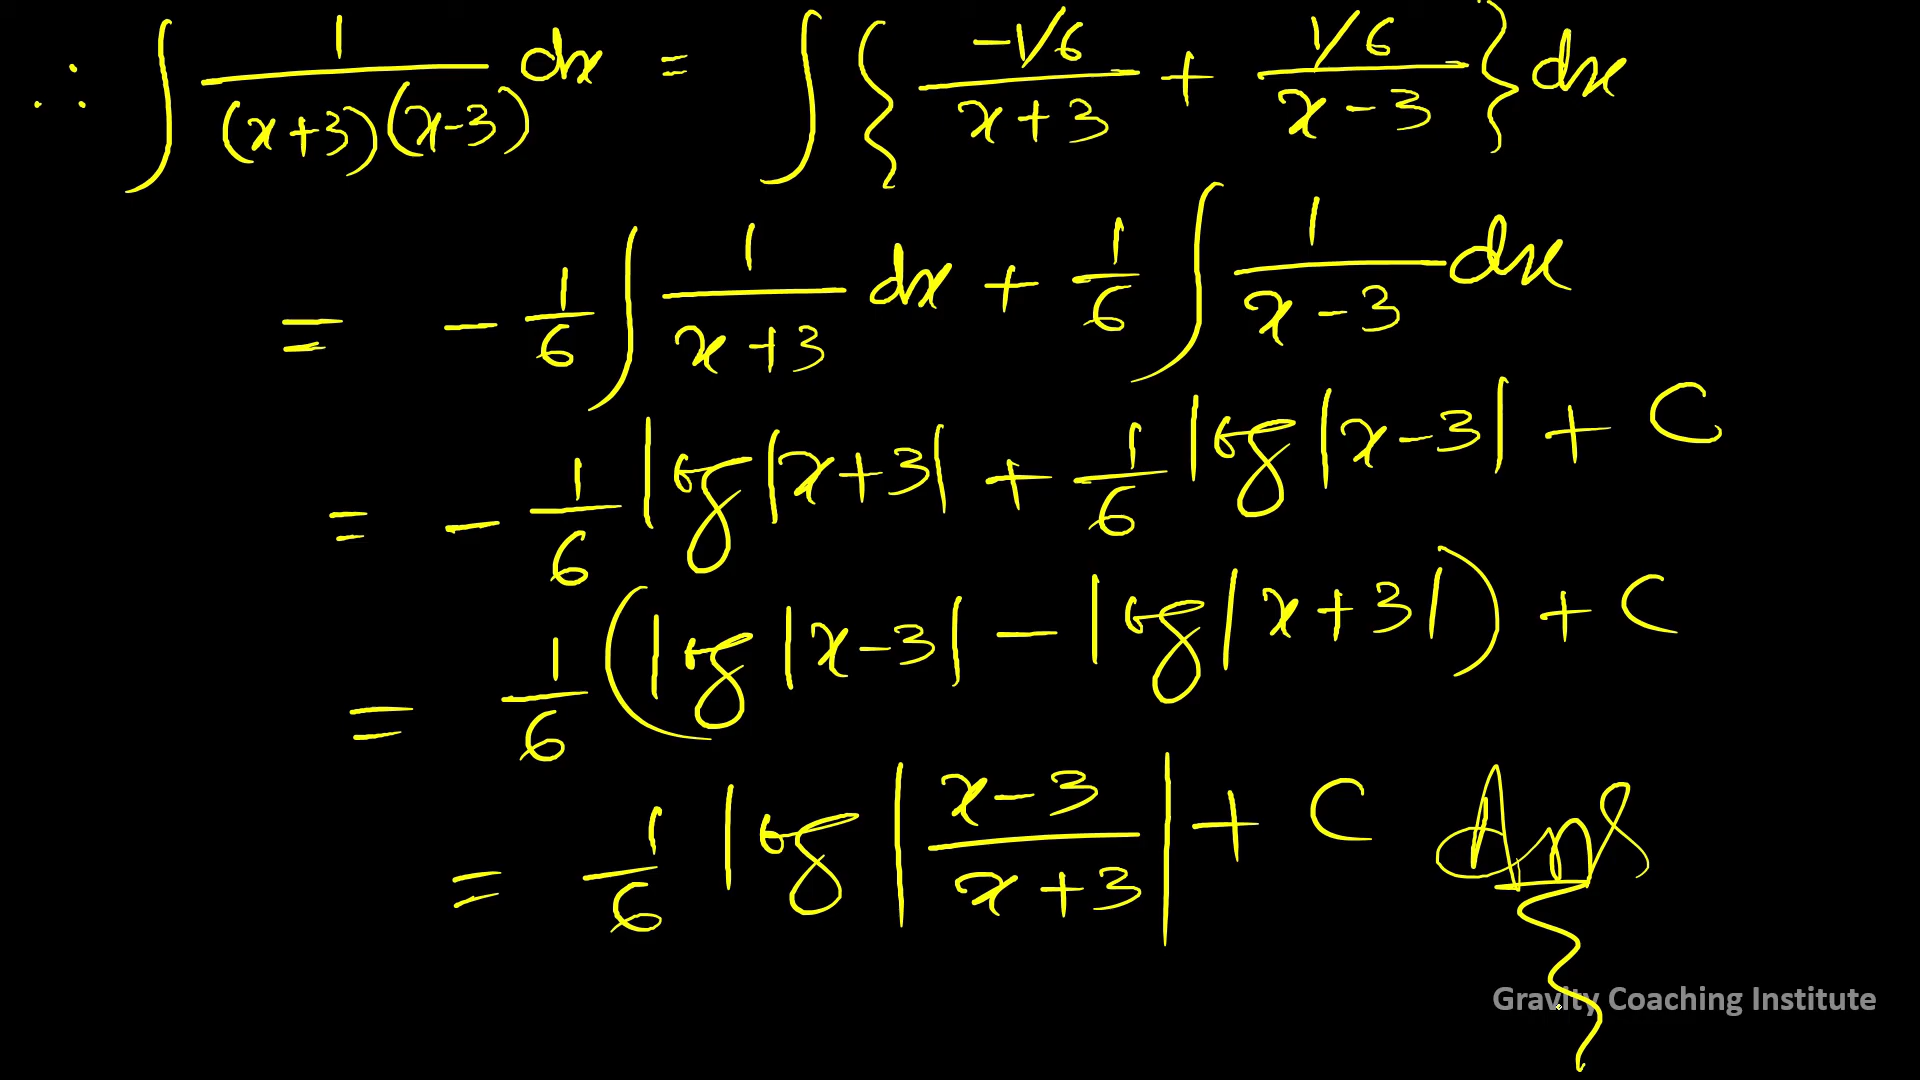 ∴ ∫ 1/((x+3)(x-3)) dx = ∫ { (-1/6)/(x+3) + (1/6)/(x-3) } dx
= - 1/6 ∫ 1/(x+3) dx + 1/6 ∫ 1/(x-3) dx
= - 1/6 log|x+3| + 1/6 log|x-3| + C
= 1/6 (log|x-3| - log|x+3|) + C
= 1/6 log|(x-3)/(x+3)| + C Ans
Gravity Coaching Institute